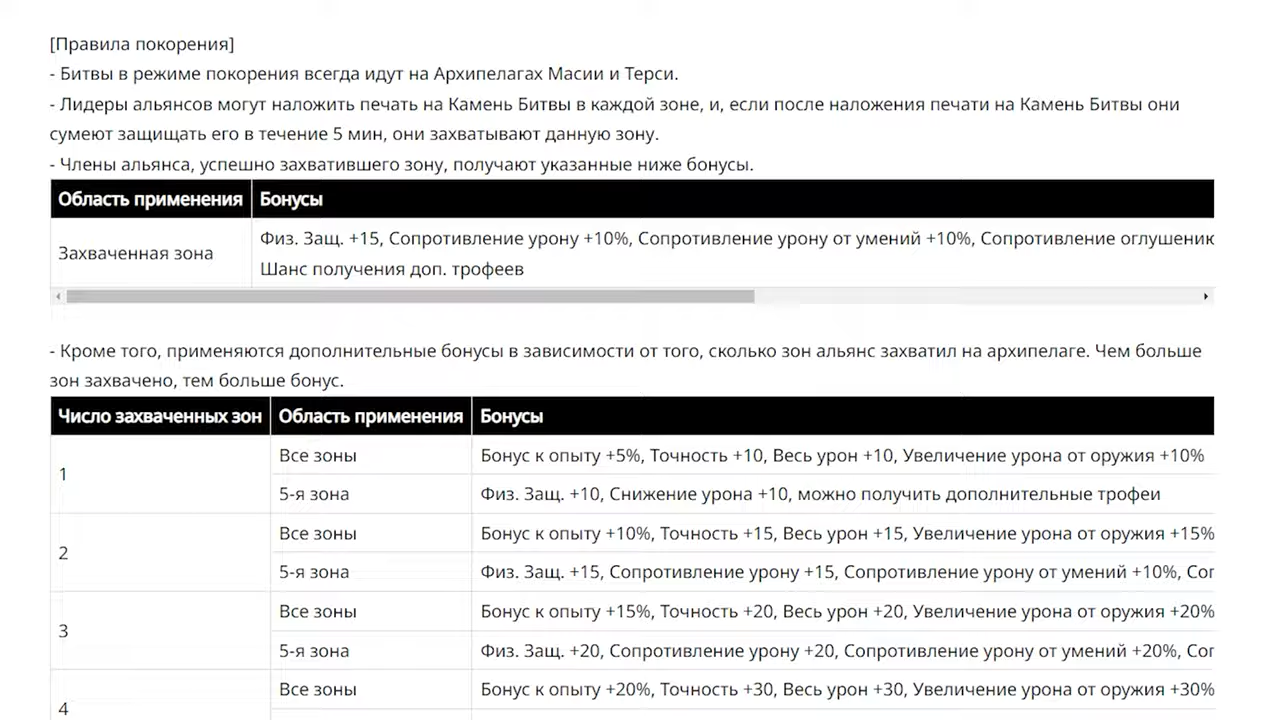 [Правила покорения]
- Битвы в режиме покорения всегда идут на Архипелагах Масии и Терси.
- Лидеры альянсов могут наложить печать на Камень Битвы в каждой зоне, и, если после наложения печати на Камень Битвы они
сумеют защищать его в течение 5 мин, они захватывают данную зону.
- Члены альянса, успешно захватившего зону, получают указанные ниже бонусы.
Область применения Бонусы
Захваченная зона
Физ. Защ. +15, Сопротивление урону +10%, Сопротивление урону от умений +10%, Сопротивление
Шанс получения доп. трофеев
- Кроме того, применяются дополнительные бонусы в зависимости от того, сколько зон альянс захватил на архипелаге. Чем больше
зон захвачено, тем больше бонус.
Число захваченных зон Область применения Бонусы
1
Все зоны Бонус к опыту +5%, Точность +10, Весь урон +10, Увеличение урона от оружия +10%
5-я зона Физ. Защ. +10, Снижение урона +10, можно получить дополнительные трофеи
2
Все зоны Бонус к опыту +10%, Точность +15, Весь урон +15, Увеличение урона от оружия +15%
5-я зона Физ. Защ. +15, Сопротивление урону +15, Сопротивление урону от умений +10%,
3
Все зоны Бонус к опыту +15%, Точность +20, Весь урон +20, Увеличение урона от оружия +20%
5-я зона Физ. Защ. +20, Сопротивление урону +20, Сопротивление урону от умений +20%,
4
Все зоны Бонус к опыту +20%, Точность +30, Весь урон +30, Увеличение урона от оружия +30%